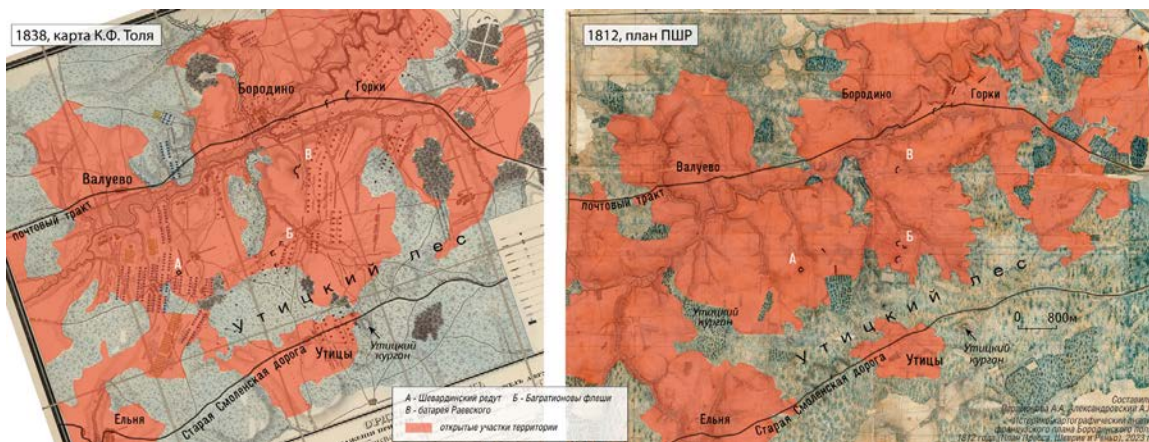 1838, карта К.Ф. Толя
Бородино
Горки
В
Валуево
почтовый тракт
Б
А
Утицкий лес
Утицы
Утицкий курган
Старая Смоленская дорога
Ельня
1812, план ПШР
Бородино
Горки
В
Валуево
почтовый тракт
Б
А
Утицкий лес
Утицкий курган
0 800м
Утицы
Утицкий курган
Старая Смоленская дорога
Ельня
А - Шевардинский редут Б - Багратионовы флеши
В - батарея Раевского
открытые участки территории
Составили